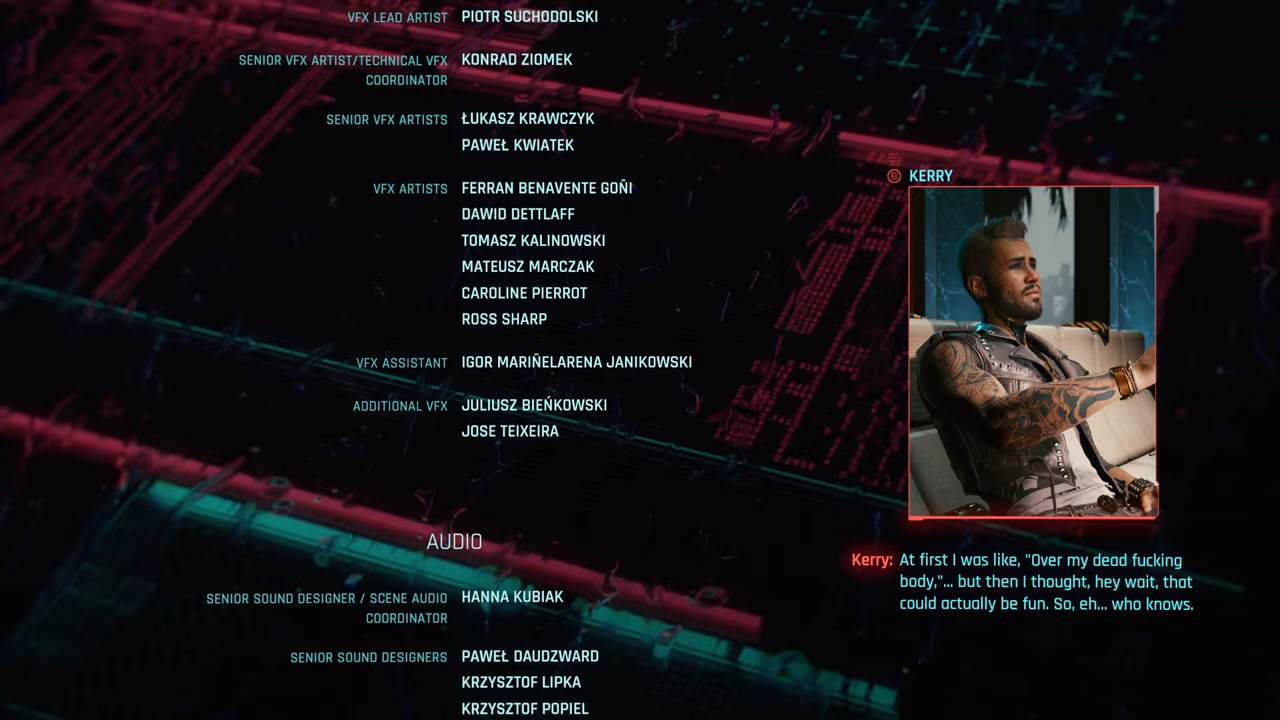 VFX LEAD ARTIST PIOTR SUCHODOLSKI
SENIOR VFX ARTIST/TECHNICAL VFX KONRAD ZIOMEK
COORDINATOR
SENIOR VFX ARTISTS ŁUKASZ KRAWCZYK
PAWEŁ KWIATEK
VFX ARTISTS FERRAN BENAVENTE GOÑI
DAWID DETTLAFF
TOMASZ KALINOWSKI
MATEUSZ MARCZAK
CAROLINE PIERROT
ROSS SHARP
VFX ASSISTANT IGOR MARIÑELARENA JANIKOWSKI
ADDITIONAL VFX JULIUSZ BIEŃKOWSKI
JOSE TEIXEIRA
AUDIO
SENIOR SOUND DESIGNER / SCENE AUDIO HANNA KUBIAK
COORDINATOR
SENIOR SOUND DESIGNERS PAWEŁ DAUDZWARD
KRZYSZTOF LIPKA
KRZYSZTOF POPIEL
KERRY
Kerry: At first I was like, "Over my dead fucking
body,"... but then I thought, hey wait, that
could actually be fun. So, eh... who knows.